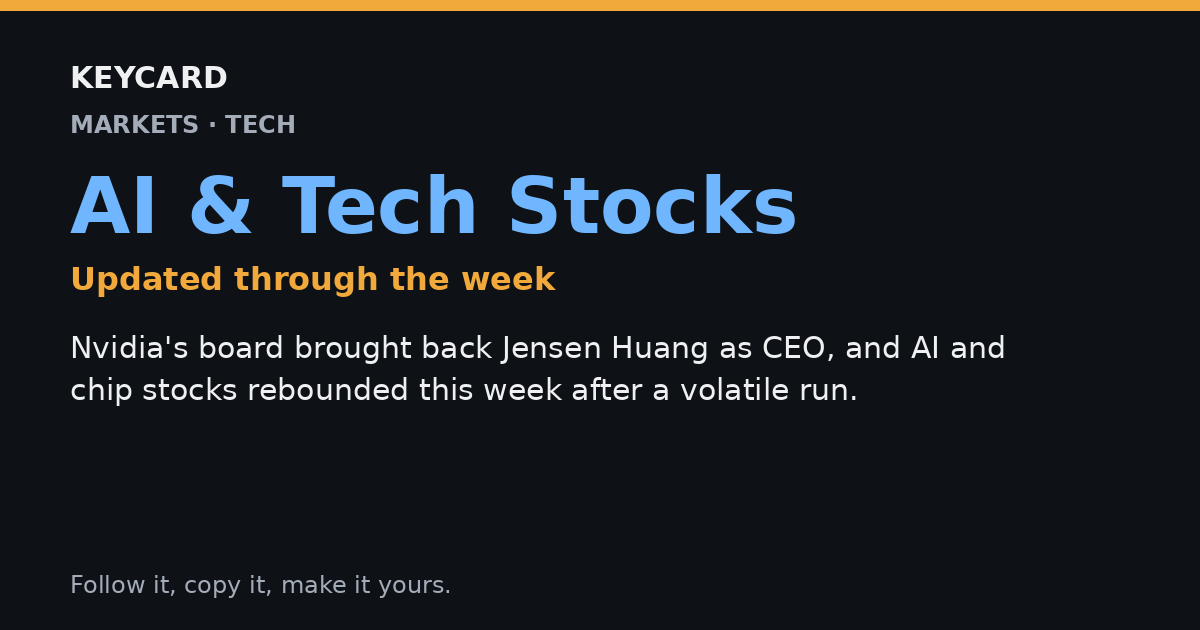 KEYCARD
MARKETS · TECH
AI & Tech Stocks
Updated through the week
Nvidia's board brought back Jensen Huang as CEO, and AI and
chip stocks rebounded this week after a volatile run.
Follow it, copy it, make it yours.